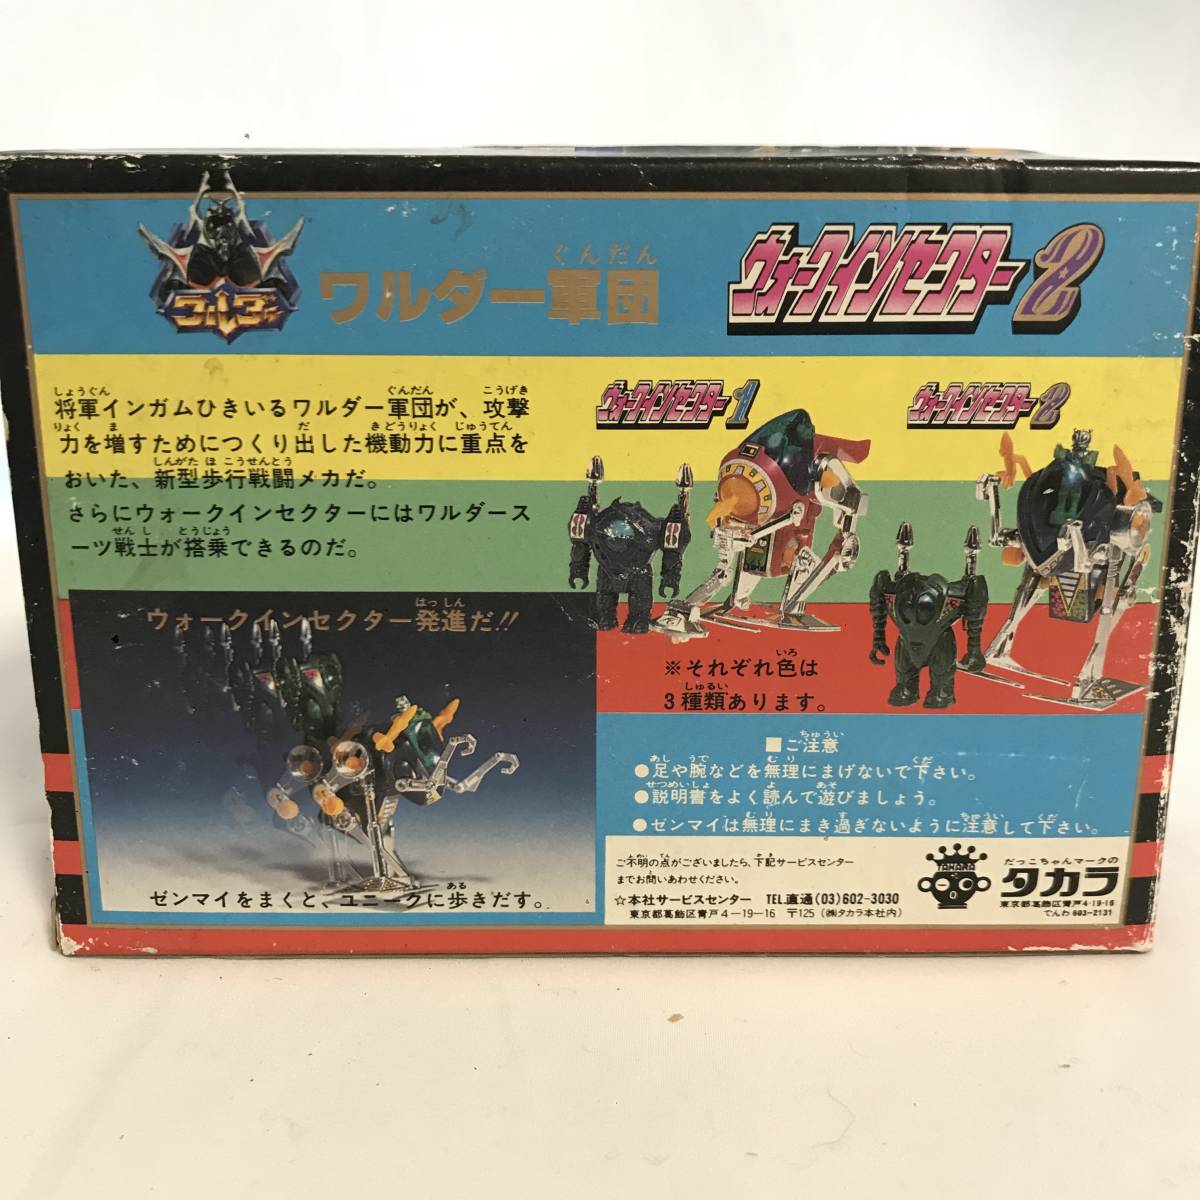 ワルダー
ぐんだん
ワルダー軍団
ウォークインセクター2
しょうぐん ぐんだん こうげき
将軍インガムひきいるワルダー軍団が、攻撃
りょく ま だ きどうりょく じゅうてん
力を増すためにつくり出した機動力に重点を
しんがた ほ こうせんとう
おいた、新型歩行戦闘メカだ。
さらにウォークインセクターにはワルダース
せん し とうじょう
ーツ戦士が搭乗できるのだ。
ウォークインセクター1
ウォークインセクター2
いろ
※それぞれ色は
しゅるい
3種類あります。
はっしん
ウォークインセクター発進だ!!
ある
ゼンマイをまくと、ユニークに歩きだす。
ちゅうい
■ご注意
あし うで むり くだ
●足や腕などを無理にまげないで下さい。
せつめいしょ よ あそ
●説明書をよく読んで遊びましょう。
むり す ちゅうい くだ
●ゼンマイは無理にまき過ぎないように注意して下さい。
ご不明の点がございましたら、下記サービスセンター
までお問いあわせください。
☆本社サービスセンター TEL.直通(03)602-3030
東京都葛飾区青戸4-19-16 〒125 (株)タカラ本社内)
TAKARA
だっこちゃんマークの
タカラ
東京都葛飾区青戸4-19-16
でんわ 603-2131